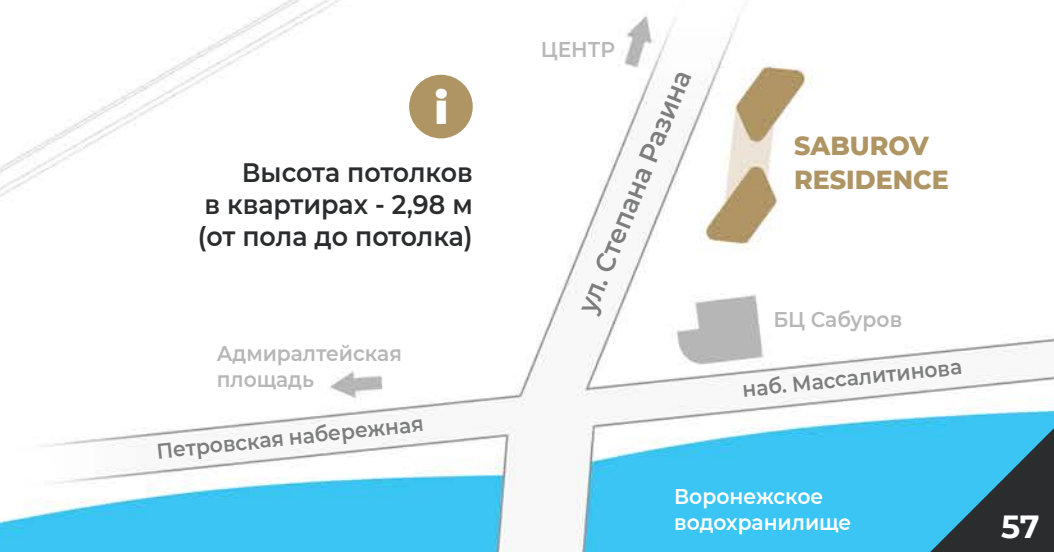 ЦЕНТР
i
Высота потолков
в квартирах - 2,98 м
(от пола до потолка)
ул. Степана Разина
SABUROV
RESIDENCE
БЦ Сабуров
Адмиралтейская
площадь
наб. Массалитинова
Петровская набережная
Воронежское
водохранилище
57